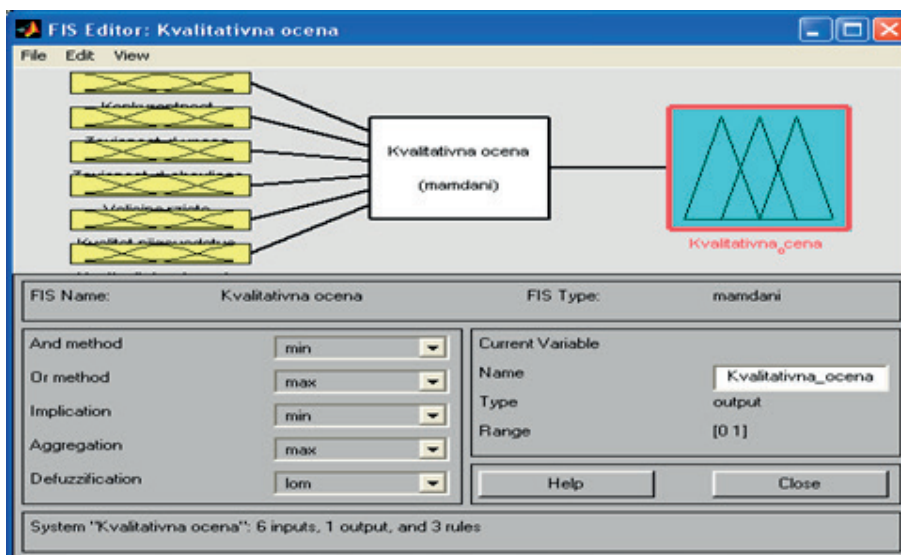 FIS Editor: Kvalitativna ocena
File Edit View
Kvalitativna ocena
(mamdani)
Kvalitativna_ocena
FIS Name: Kvalitativna ocena FIS Type: mamdani
And method min
Or method max
Implication min
Aggregation max
Defuzzification lom
Current Variable
Name Kvalitativna_ocena
Type output
Range [0 1]
Help Close
System "Kvalitativna ocena": 6 inputs, 1 output, and 3 rules